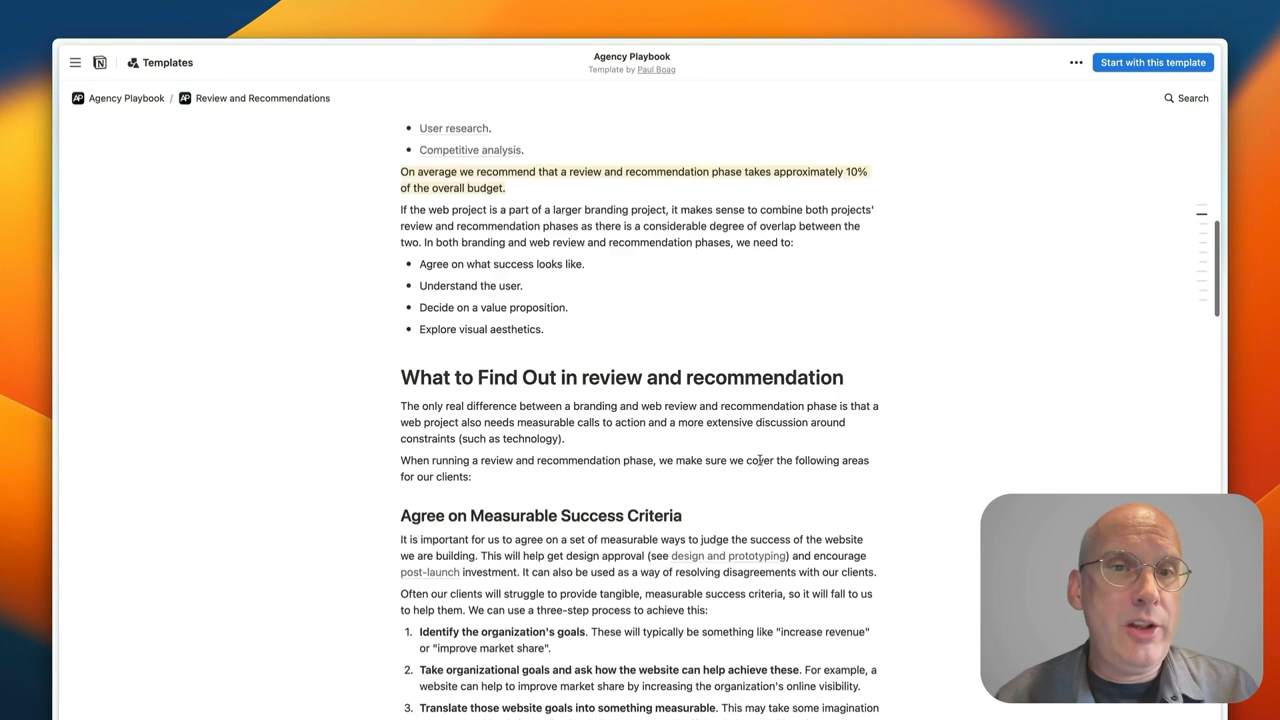 Agency Playbook
Template by Paul Boag
Templates
Start with this template
Agency Playbook / Review and Recommendations
Search
User research.
Competitive analysis.
On average we recommend that a review and recommendation phase takes approximately 10%
of the overall budget.
If the web project is a part of a larger branding project, it makes sense to combine both projects'
review and recommendation phases as there is a considerable degree of overlap between the
two. In both branding and web review and recommendation phases, we need to:
Agree on what success looks like.
Understand the user.
Decide on a value proposition.
Explore visual aesthetics.
What to Find Out in review and recommendation
The only real difference between a branding and web review and recommendation phase is that a
web project also needs measurable calls to action and a more extensive discussion around
constraints (such as technology).
When running a review and recommendation phase, we make sure we cover the following areas
for our clients:
Agree on Measurable Success Criteria
It is important for us to agree on a set of measurable ways to judge the success of the website
we are building. This will help get design approval (see design and prototyping) and encourage
post-launch investment. It can also be used as a way of resolving disagreements with our clients.
Often our clients will struggle to provide tangible, measurable success criteria, so it will fall to us
to help them. We can use a three-step process to achieve this:
1. Identify the organization's goals. These will typically be something like "increase revenue"
or "improve market share".
2. Take organizational goals and ask how the website can help achieve these. For example, a
website can help to improve market share by increasing the organization's online visibility.
3. Translate those website goals into something measurable. This may take some imagination